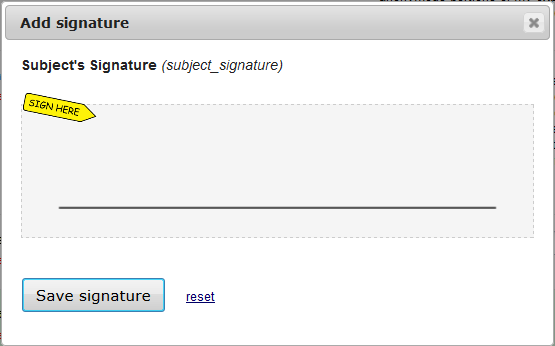 Add signature
Subject's Signature (subject_signature)
SIGN HERE
Save signature
reset